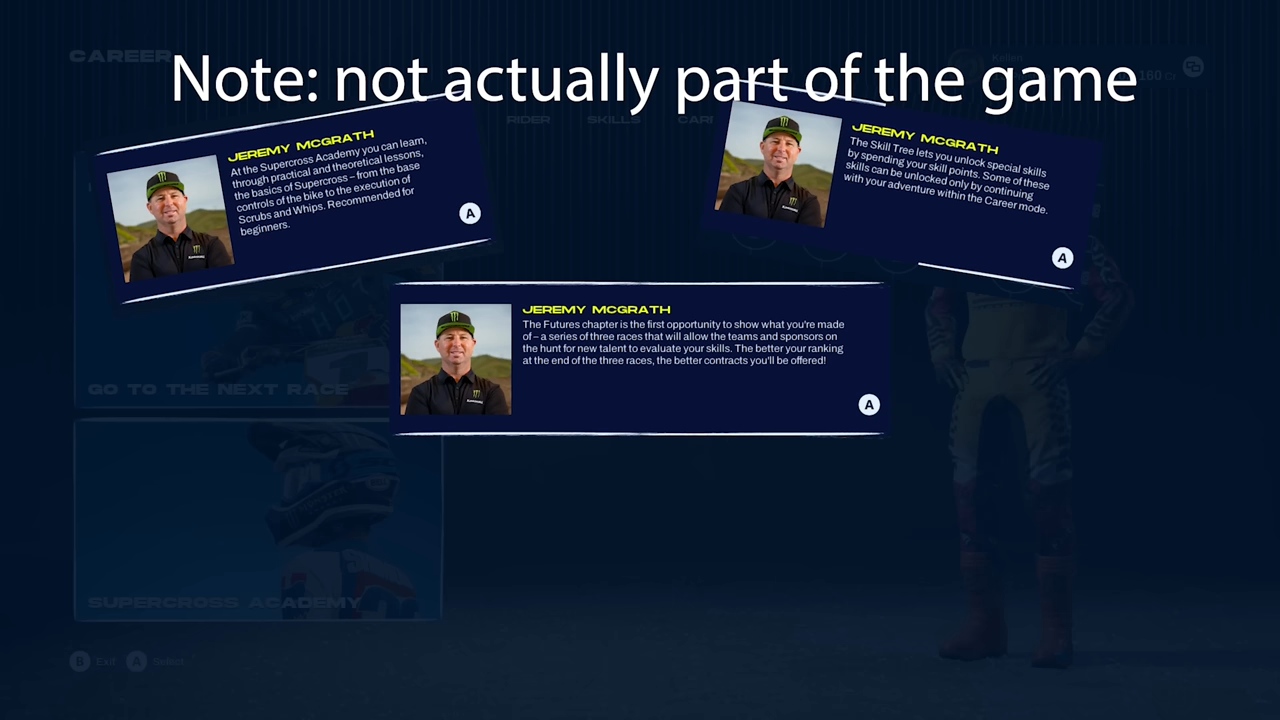 CAREER
Note: not actually part of the game
160
RIDER SKILLS
JEREMY MCGRATH
At the Supercross Academy you can learn,
through practical and theoretical lessons,
the basics of Supercross – from the base
controls of the bike to the execution of
Scrubs and Whips. Recommended for
beginners.
A
JEREMY MCGRATH
The Skill Tree lets you unlock special skills
by spending your skill points. Some of these
skills can be unlocked only by continuing
with your adventure within the Career mode.
A
JEREMY MCGRATH
The Futures chapter is the first opportunity to show what you're made
of – a series of three races that will allow the teams and sponsors on
the hunt for new talent to evaluate your skills. The better your ranking
at the end of the three races, the better contracts you'll be offered!
A
GO TO THE NEXT RACE
SUPERCROSS ACADEMY
B Exit A Select